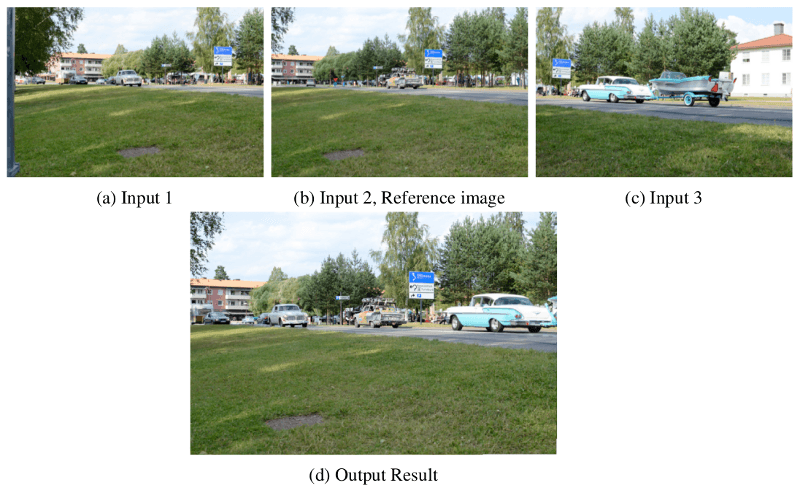 (a) Input 1
(b) Input 2, Reference image
(c) Input 3
(d) Output Result